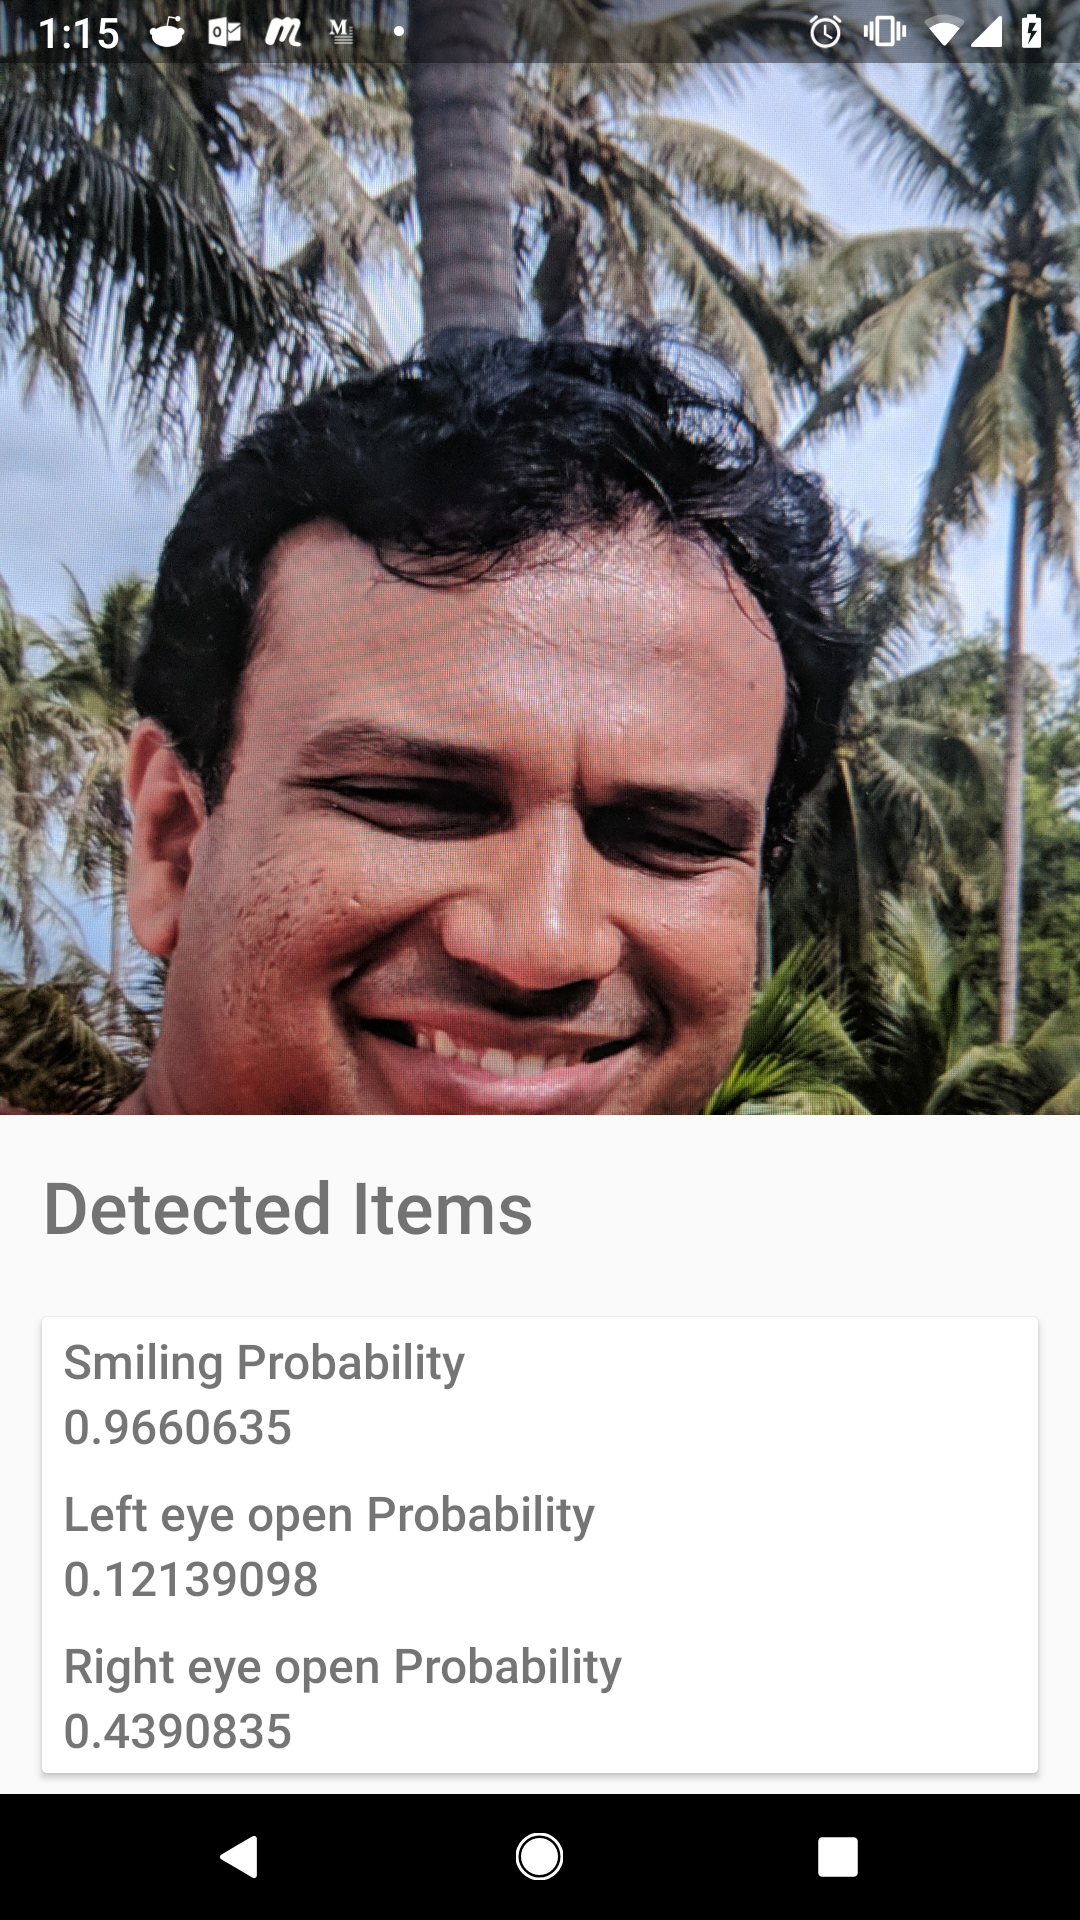 1:15
Detected Items
Smiling Probability
0.9660635
Left eye open Probability
0.12139098
Right eye open Probability
0.4390835